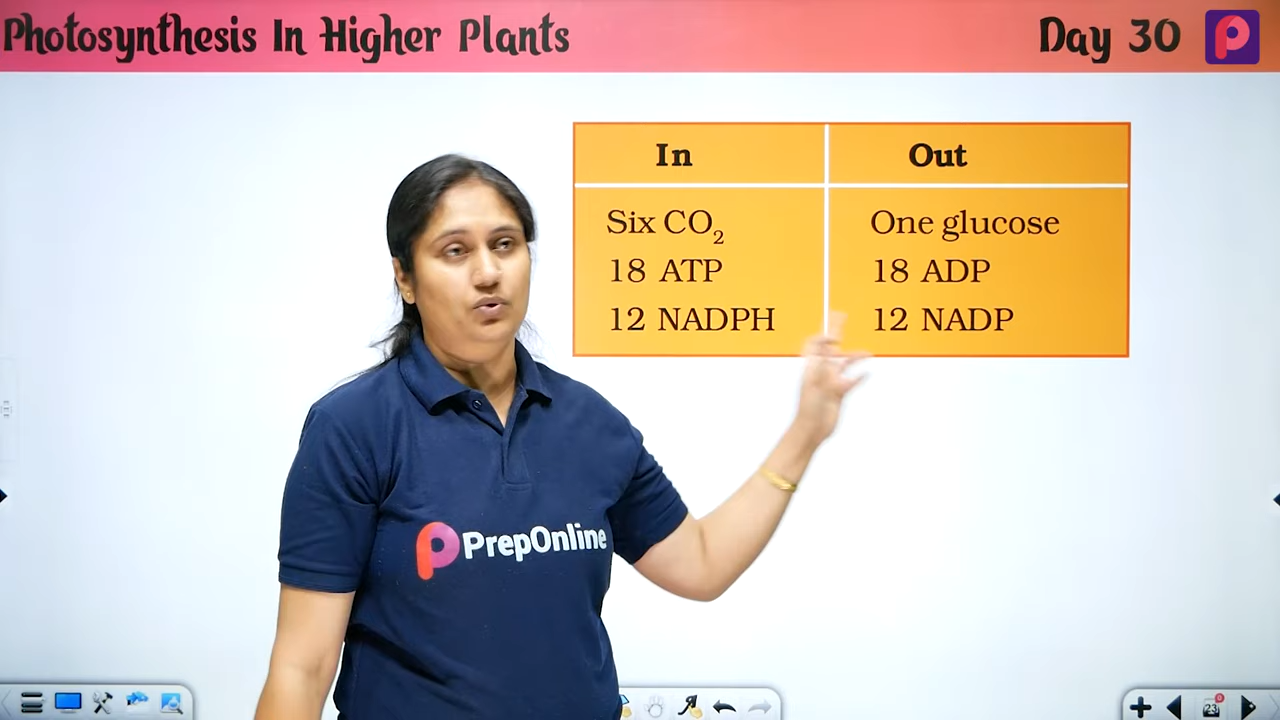 Photosynthesis In Higher Plants
Day 30
In
Out
Six CO₂
One glucose
18 ATP
18 ADP
12 NADPH
12 NADP
PrepOnline
23